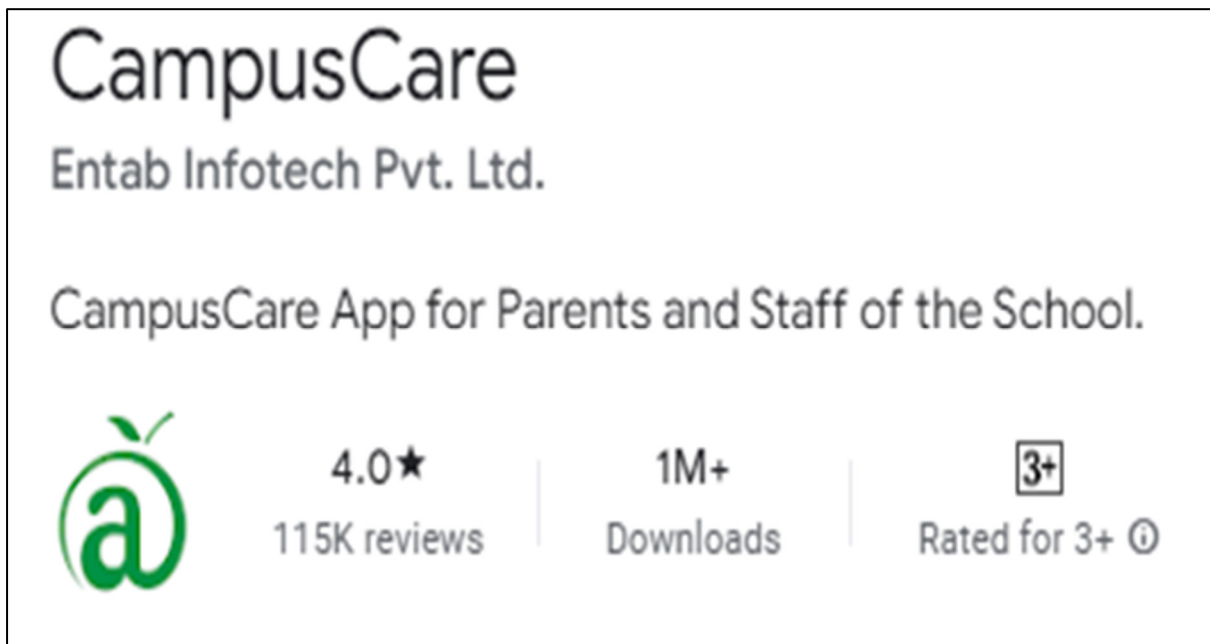 CampusCare
Entab Infotech Pvt. Ltd.
CampusCare App for Parents and Staff of the School.
a
4.0★ 1M+ 3+
115K reviews Downloads Rated for 3+